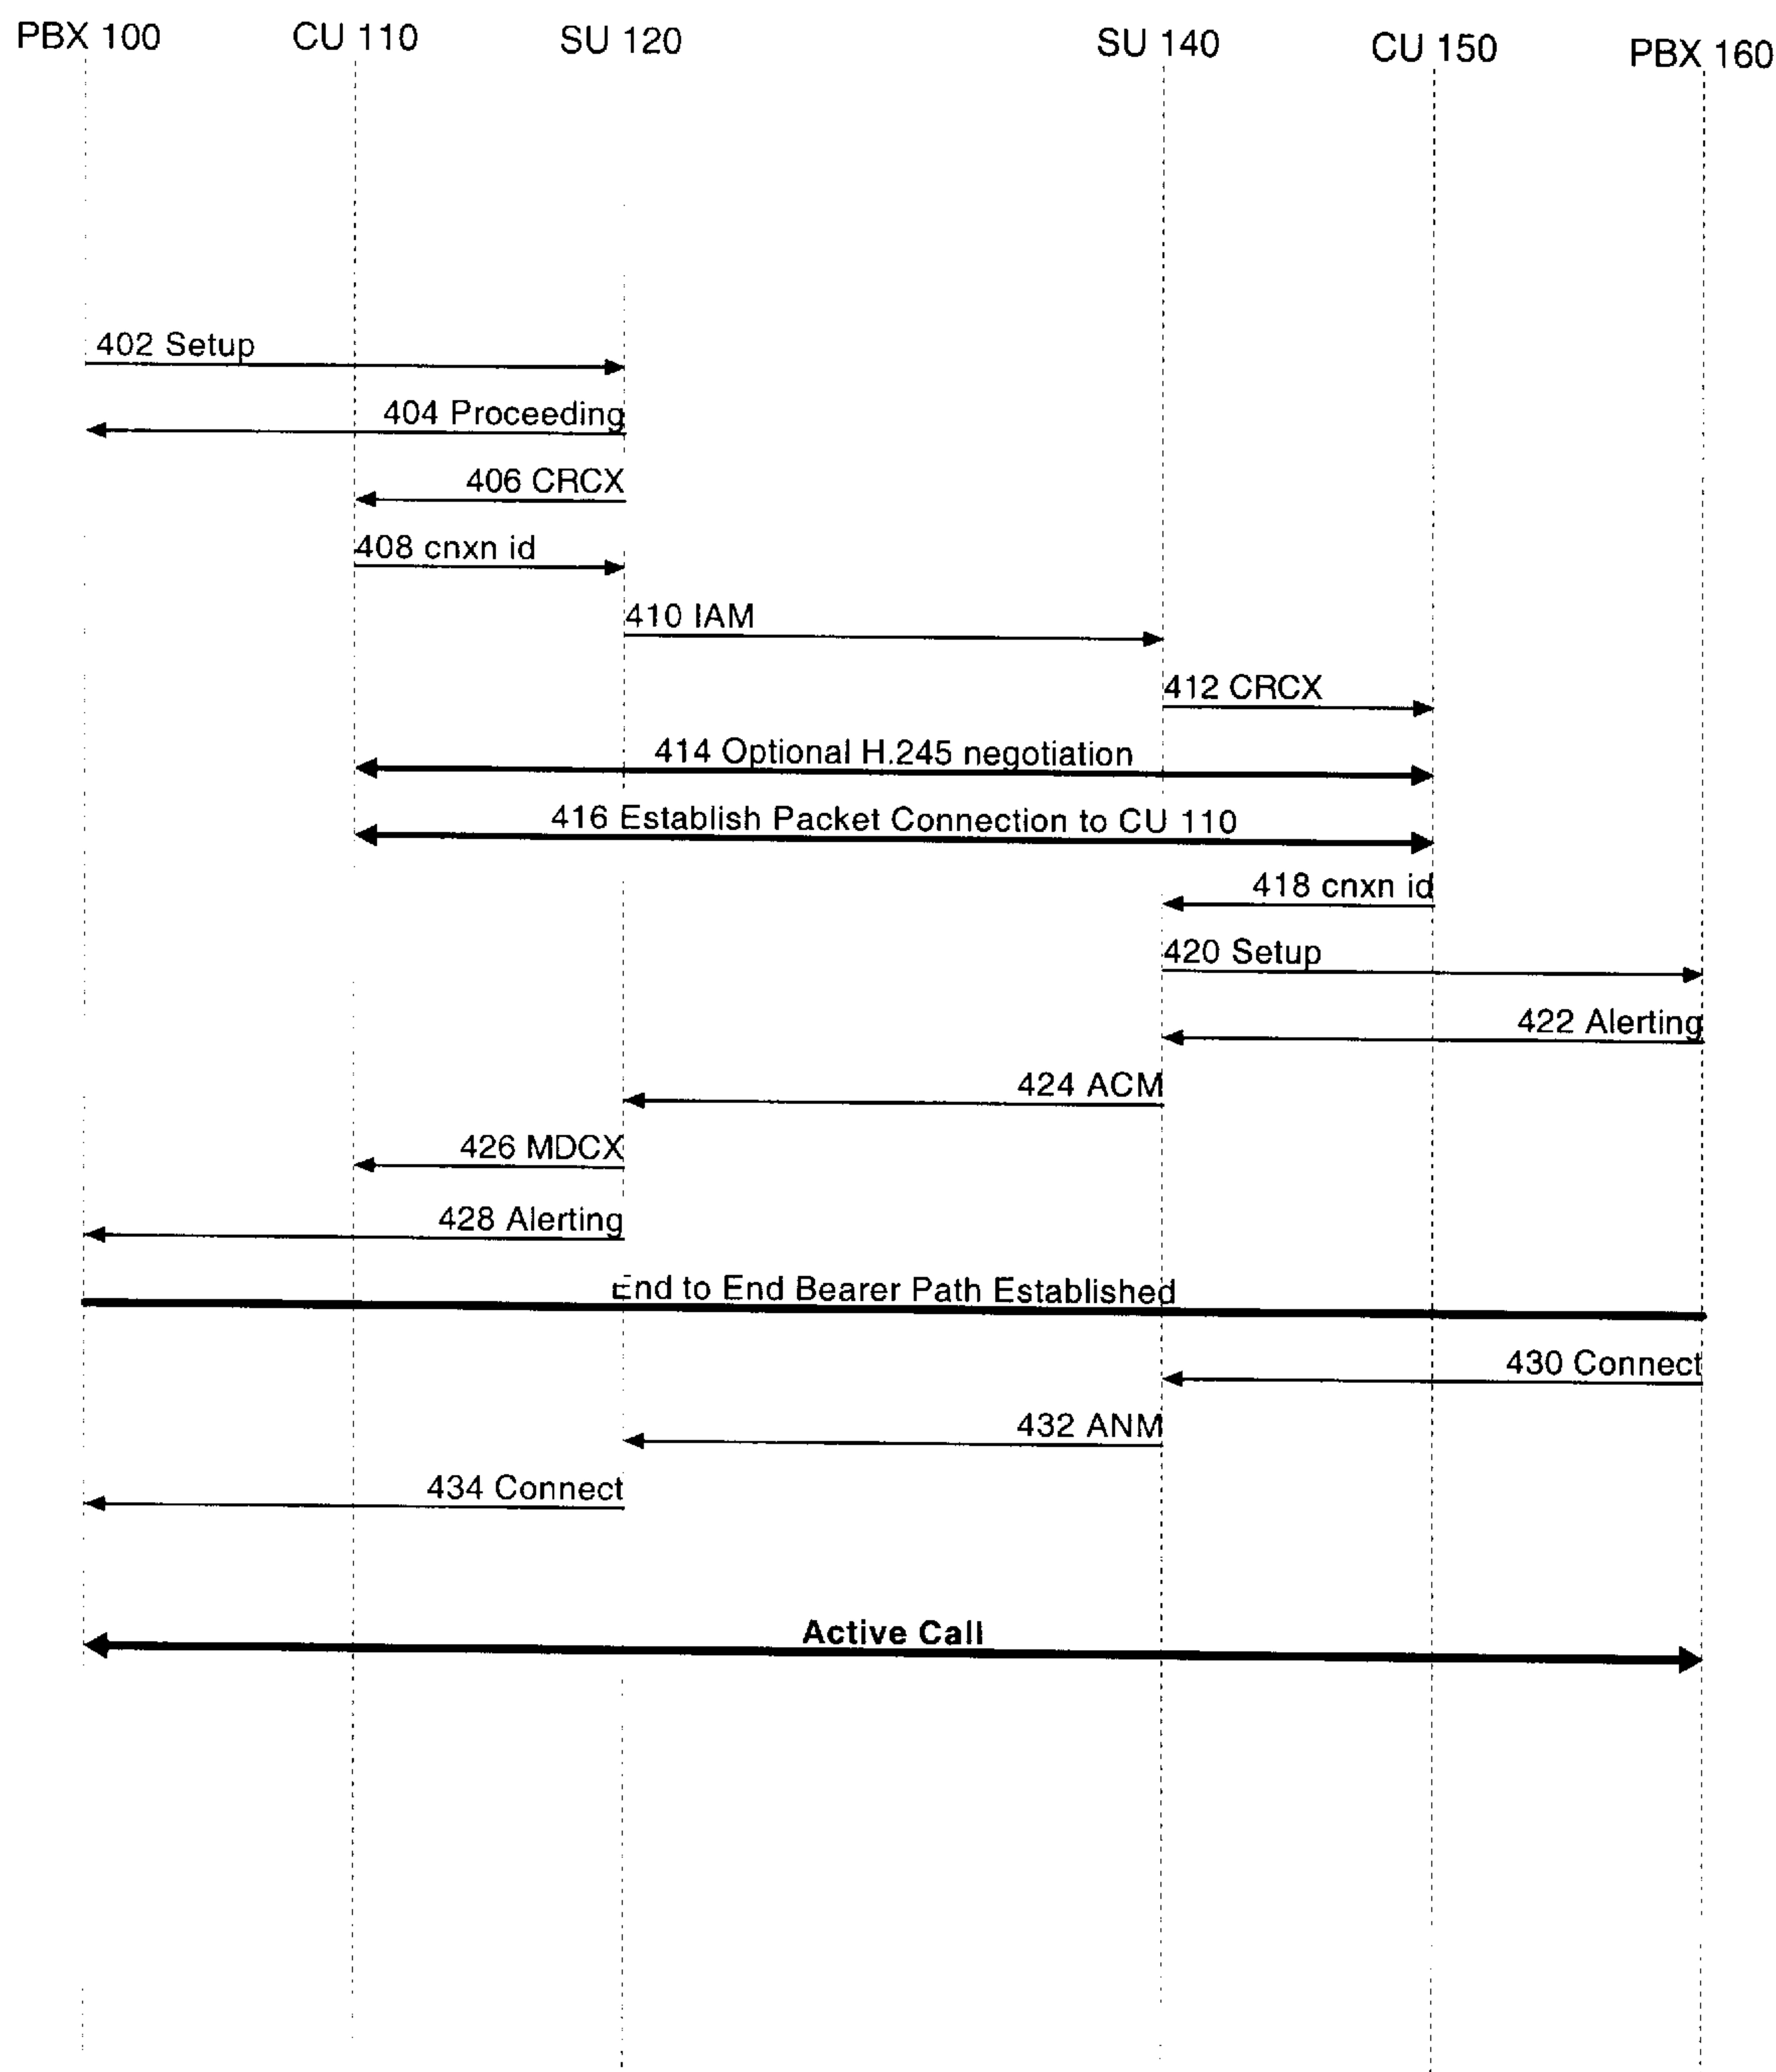 PBX 100
CU 110
SU 120
SU 140
CU 150
PBX 160
402 Setup
404 Proceeding
406 CRCX
408 cnxn id
410 IAM
412 CRCX
414 Optional H.245 negotiation
416 Establish Packet Connection to CU 110
418 cnxn id
420 Setup
422 Alerting
424 ACM
426 MDCX
428 Alerting
End to End Bearer Path Established
430 Connect
432 ANM
434 Connect
Active Call